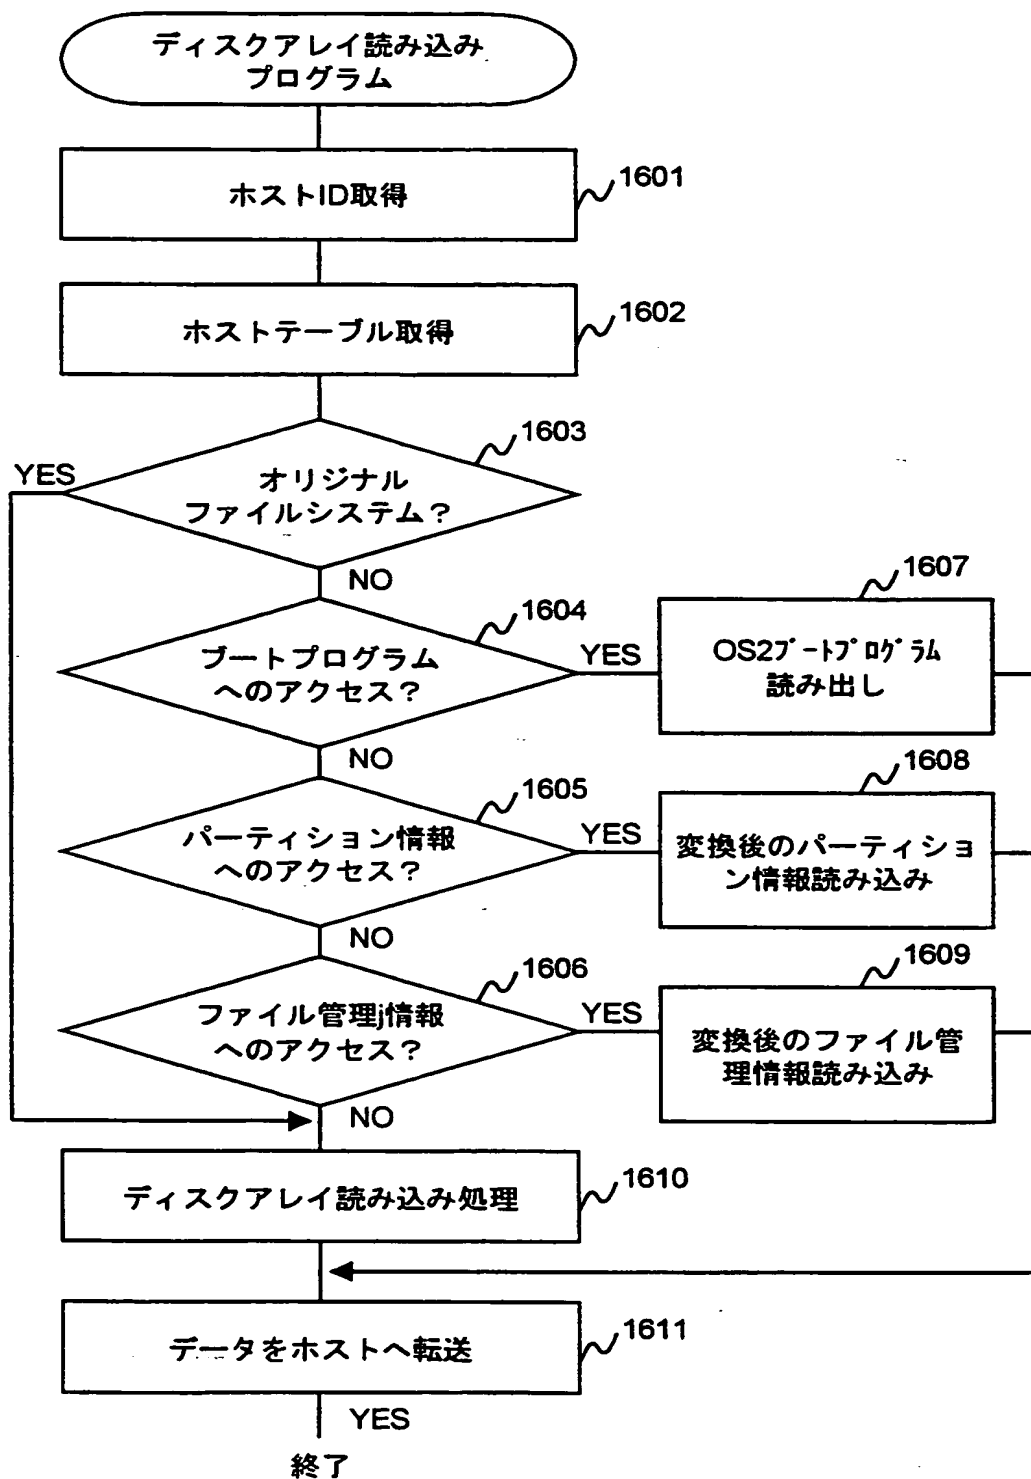 ディスクアレイ読み込み
プログラム
ホストID取得
1601
ホストテーブル取得
1602
1603
YES
オリジナル
ファイルシステム？
NO
1604
ブートプログラム
へのアクセス？
YES
1607
OS2ﾌﾞｰﾄﾌﾟﾛｸﾞﾗﾑ
読み出し
NO
1605
パーティション情報
へのアクセス？
YES
1608
変換後のパーティショ
ン情報読み込み
NO
1606
ファイル管理j情報
へのアクセス？
YES
1609
変換後のファイル管
理情報読み込み
NO
ディスクアレイ読み込み処理
1610
データをホストへ転送
1611
YES
終了